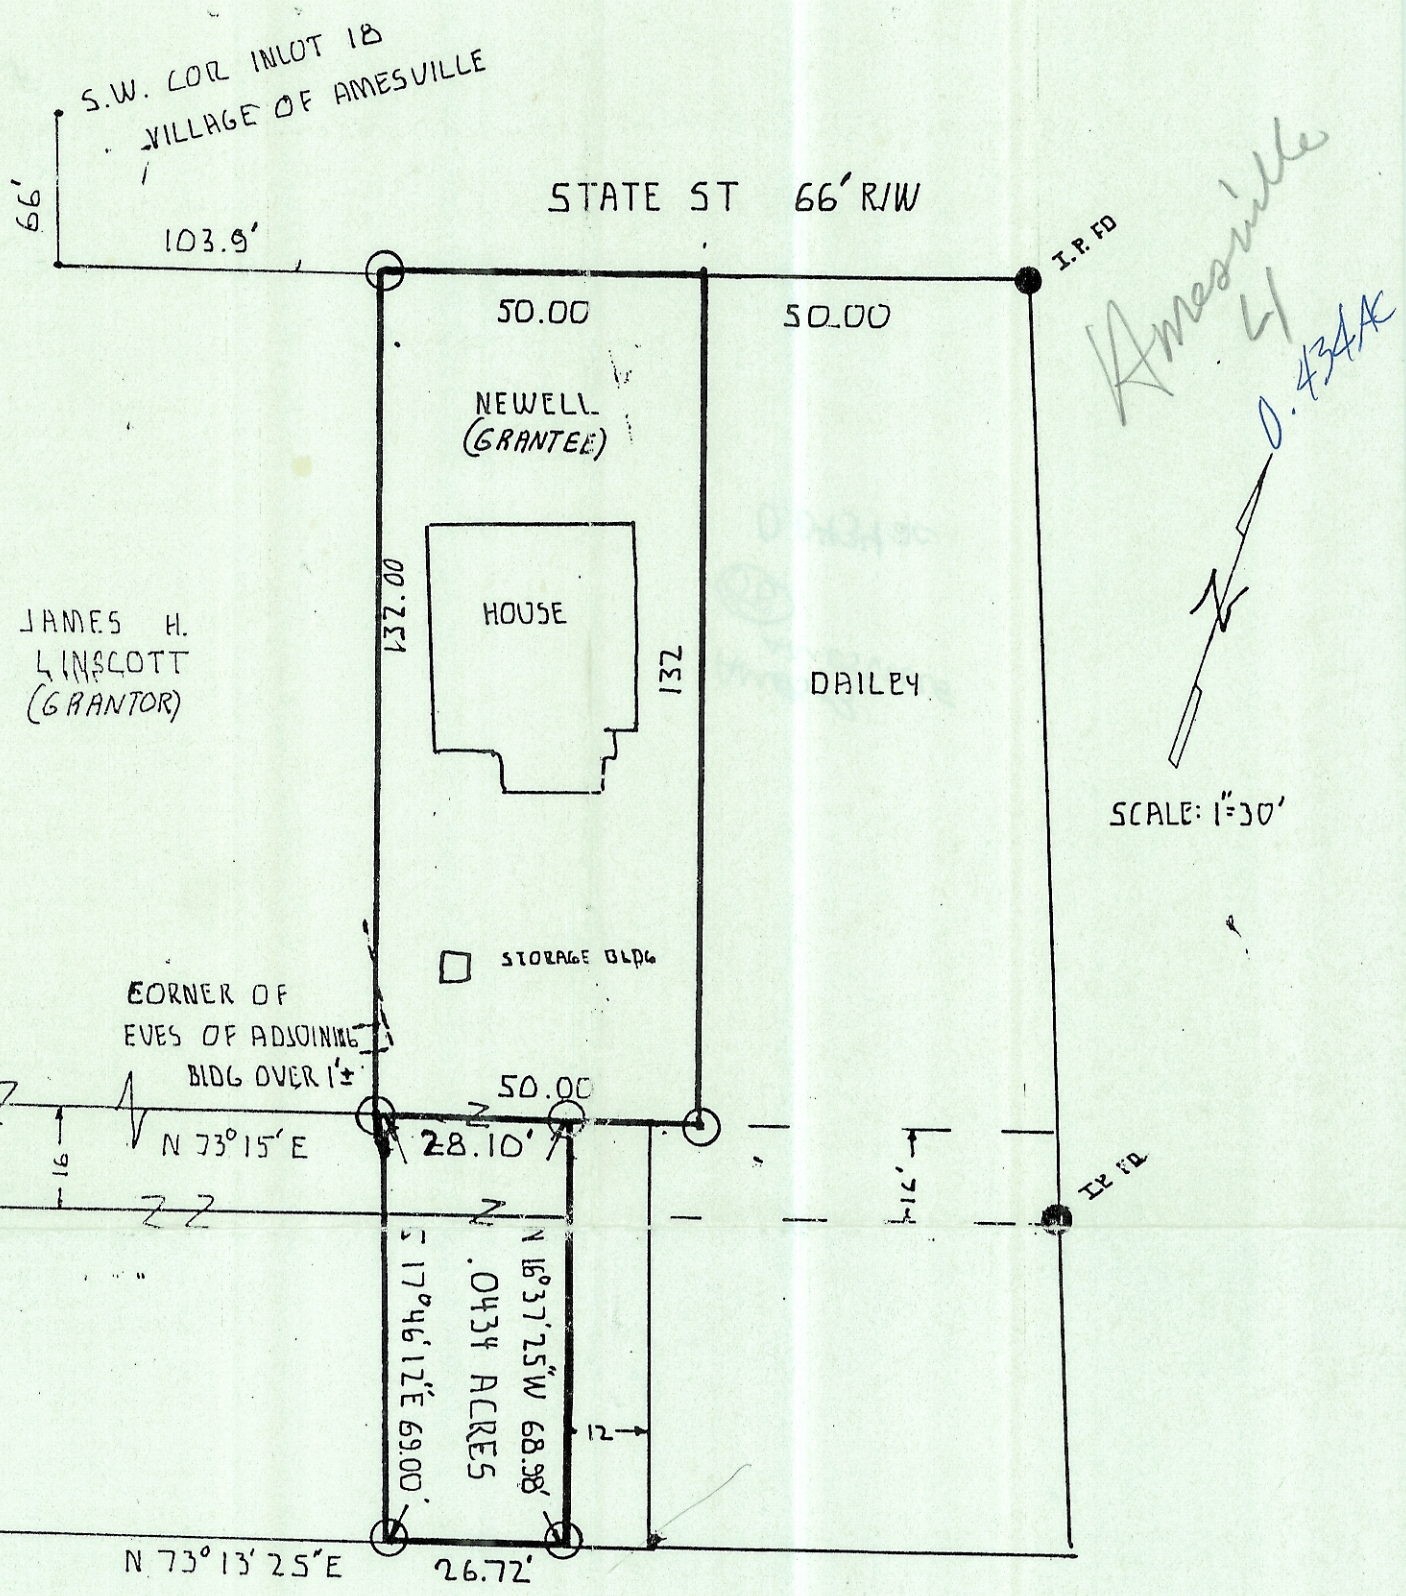 S.W. COR INLOT 18
VILLAGE OF AMESVILLE
66'
103.9'
STATE ST 66' R/W
I.P. FD
Amesville
4
0.434 AC
50.00
50.00
NEWELL
(GRANTEE)
132.00
HOUSE
132
DAILEY
JAMES H.
LINSCOTT
(GRANTOR)
N
SCALE: 1"=30'
STORAGE BLDG
CORNER OF
EVES OF ADJOINING
BLDG OVER 1'±
50.00
N 73° 15' E
28.10'
16
16'
I.P. FD
S 17° 46' 12" E 69.00'
.0434 ACRES
N 16° 37' 25" W 68.98'
12
N 73° 13' 25" E
26.72'